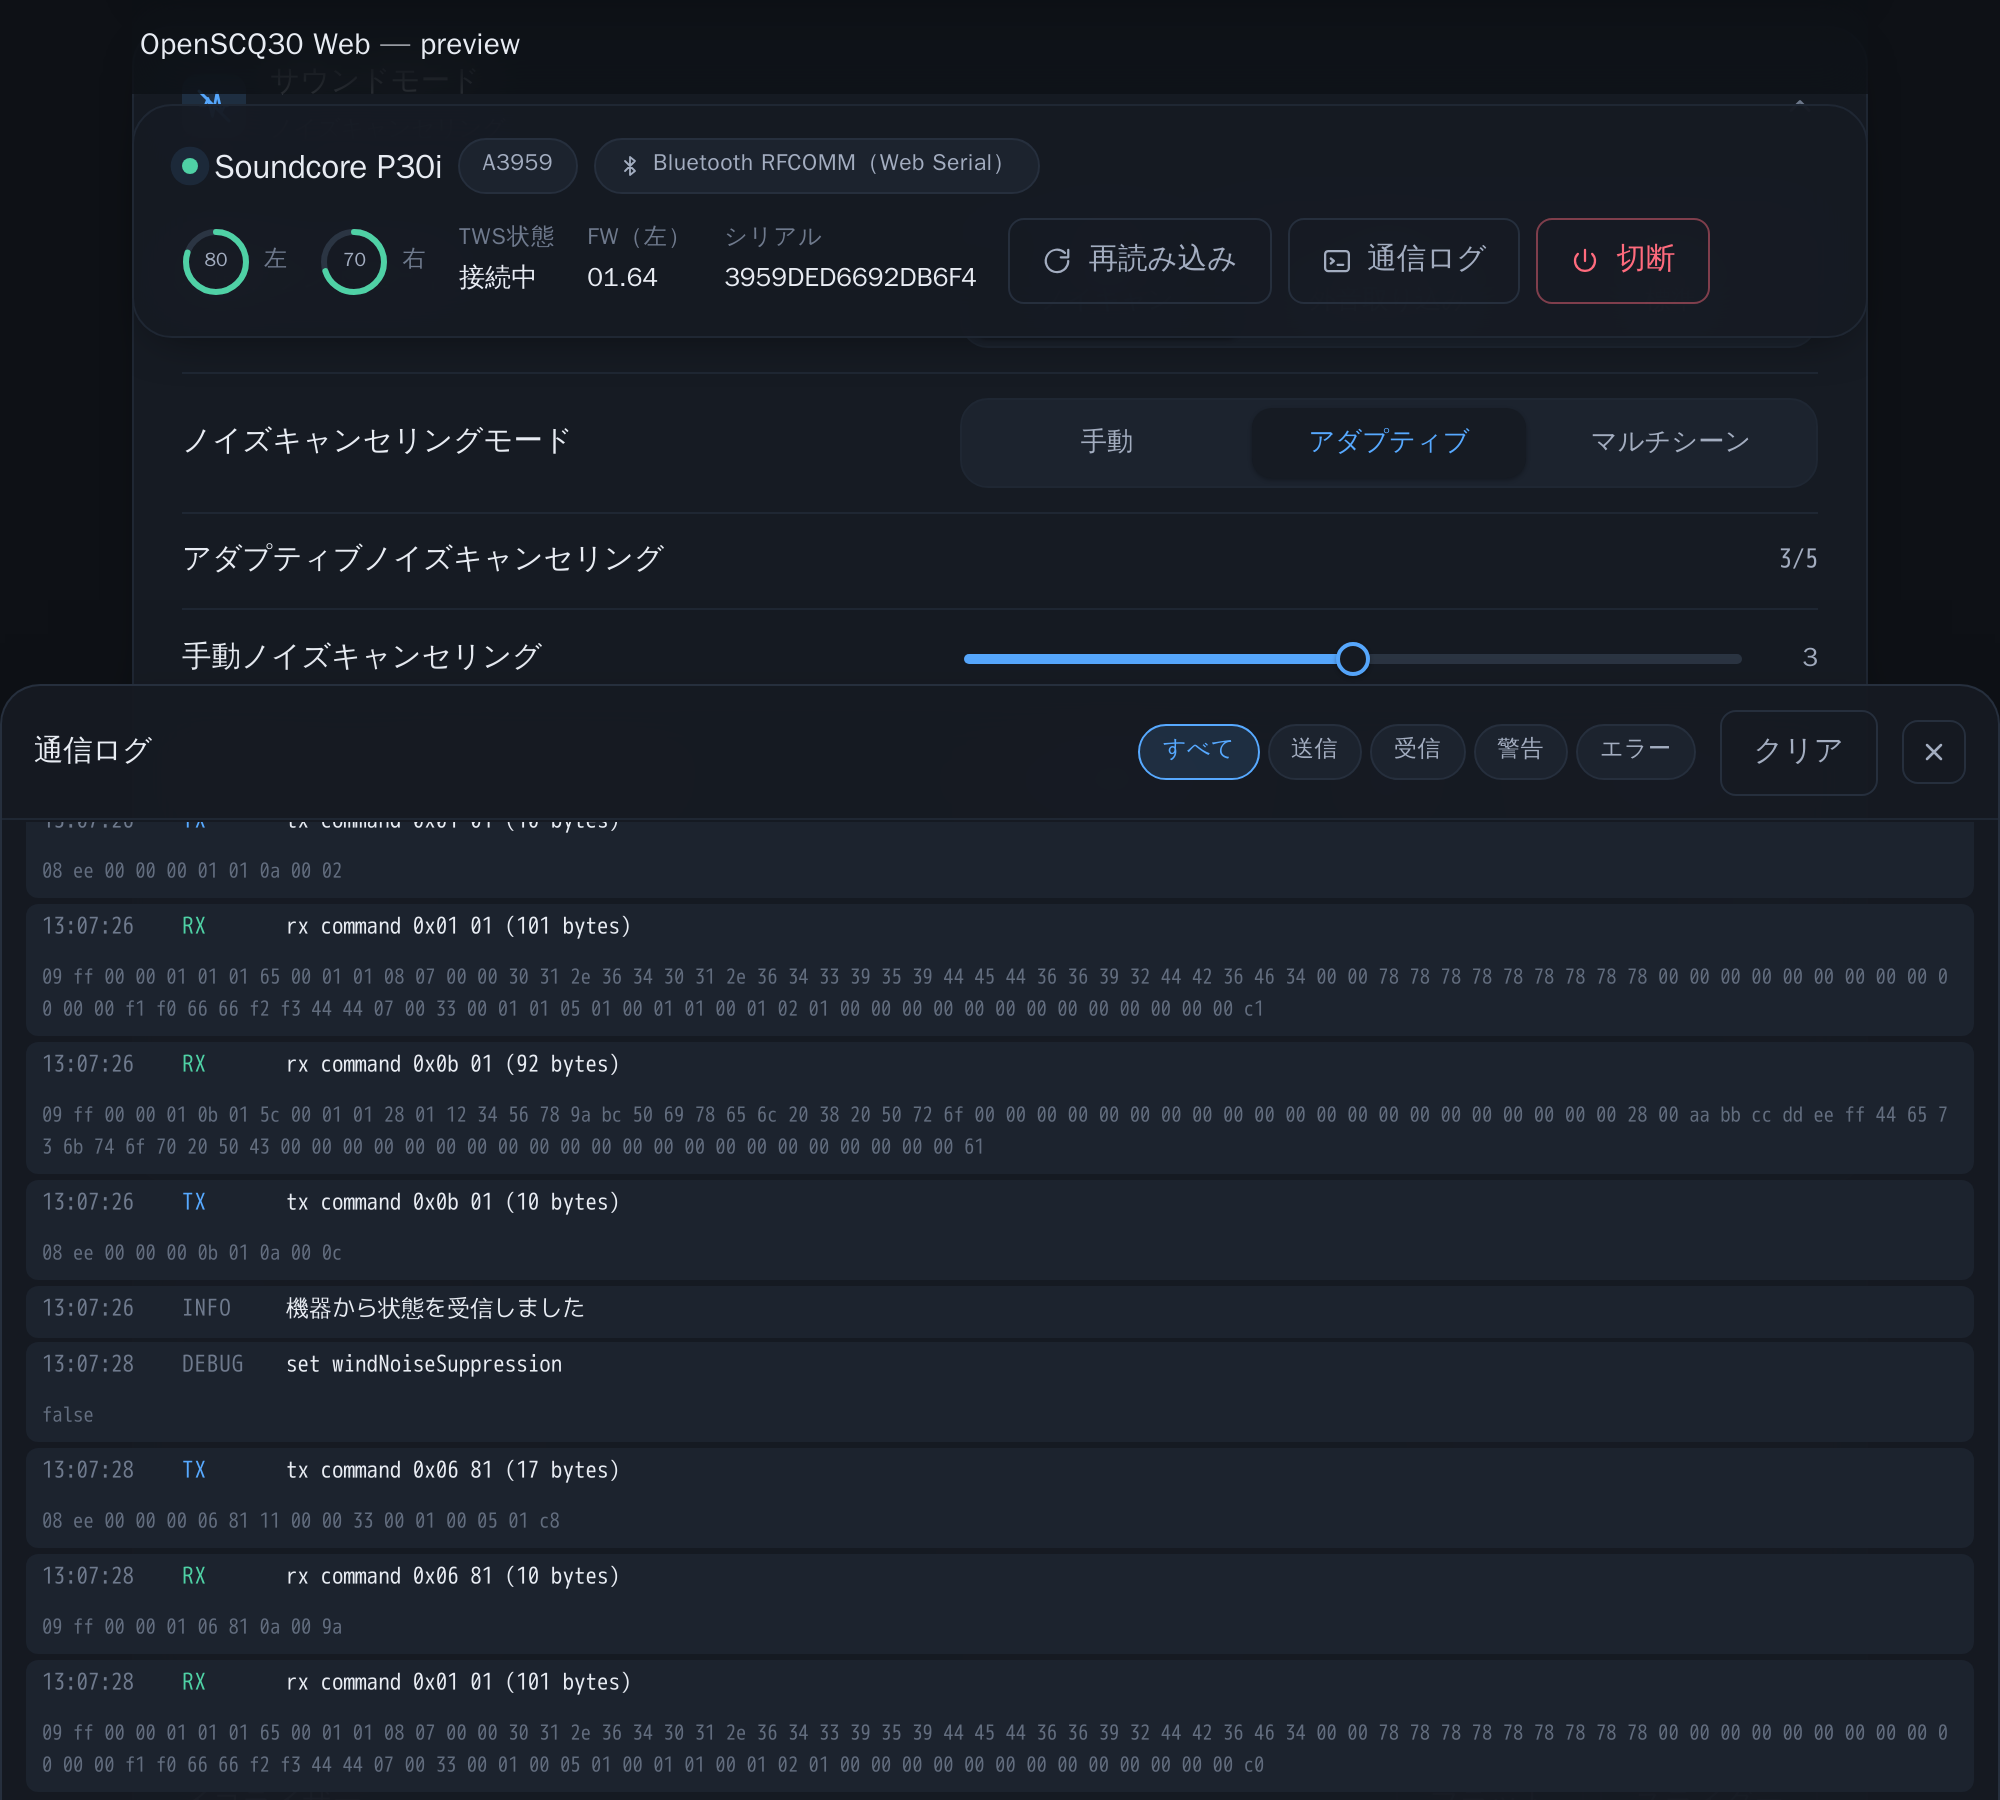 OpenSCQ30 Web — preview
サウンドモード
Soundcore P30i
A3959
Bluetooth RFCOMM（Web Serial）
80
左
70
右
TWS状態
接続中
FW（左）
01.64
シリアル
3959DED6692DB6F4
再読み込み
通信ログ
切断
ノイズキャンセリングモード
手動
アダプティブ
マルチシーン
アダプティブノイズキャンセリング
3/5
手動ノイズキャンセリング
3
通信ログ
すべて
送信
受信
警告
エラー
クリア
13:07:26 TX tx command 0x01 01 (10 bytes)
08 ee 00 00 00 01 01 0a 00 02
13:07:26 RX rx command 0x01 01 (101 bytes)
09 ff 00 00 01 01 01 65 00 01 01 08 07 00 00 30 31 2e 36 34 30 31 2e 36 34 33 39 35 39 44 45 44 36 36 39 32 44 42 36 46 34 00 00 78 78 78 78 78 78 78 78 78 00 00 00 00 00 00 00 00 00 0
0 00 00 f1 f0 66 66 f2 f3 44 44 07 00 33 00 01 01 05 01 00 01 01 00 01 02 01 00 00 00 00 00 00 00 00 00 00 00 00 00 c1
13:07:26 RX rx command 0x0b 01 (92 bytes)
09 ff 00 00 01 0b 01 5c 00 01 01 28 01 12 34 56 78 9a bc 50 69 78 65 6c 20 38 20 50 72 6f 00 00 00 00 00 00 00 00 00 00 00 00 00 00 00 00 00 00 00 00 00 28 00 aa bb cc dd ee ff 44 65 7
3 6b 74 6f 70 20 50 43 00 00 00 00 00 00 00 00 00 00 00 00 00 00 00 00 00 00 00 00 00 00 61
13:07:26 TX tx command 0x0b 01 (10 bytes)
08 ee 00 00 00 0b 01 0a 00 0c
13:07:26 INFO 機器から状態を受信しました
13:07:28 DEBUG set windNoiseSuppression
false
13:07:28 TX tx command 0x06 81 (17 bytes)
08 ee 00 00 00 06 81 11 00 00 33 00 01 00 05 01 c8
13:07:28 RX rx command 0x06 81 (10 bytes)
09 ff 00 00 01 06 81 0a 00 9a
13:07:28 RX rx command 0x01 01 (101 bytes)
09 ff 00 00 01 01 01 65 00 01 01 08 07 00 00 30 31 2e 36 34 30 31 2e 36 34 33 39 35 39 44 45 44 36 36 39 32 44 42 36 46 34 00 00 78 78 78 78 78 78 78 78 78 00 00 00 00 00 00 00 00 00 0
0 00 00 f1 f0 66 66 f2 f3 44 44 07 00 33 00 01 00 05 01 00 01 01 00 01 02 01 00 00 00 00 00 00 00 00 00 00 00 00 00 c0